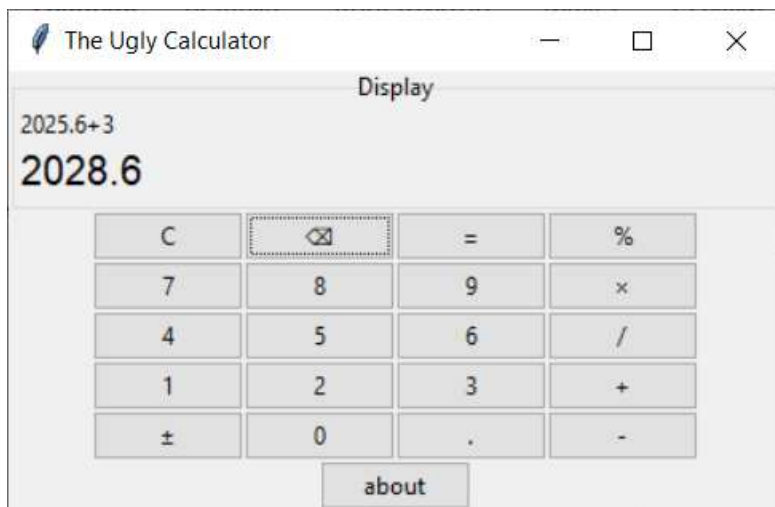 The Ugly Calculator
Display
2025.6+3
2028.6
C ⌫ = %
7 8 9 ×
4 5 6 /
1 2 3 +
± 0 . -
about